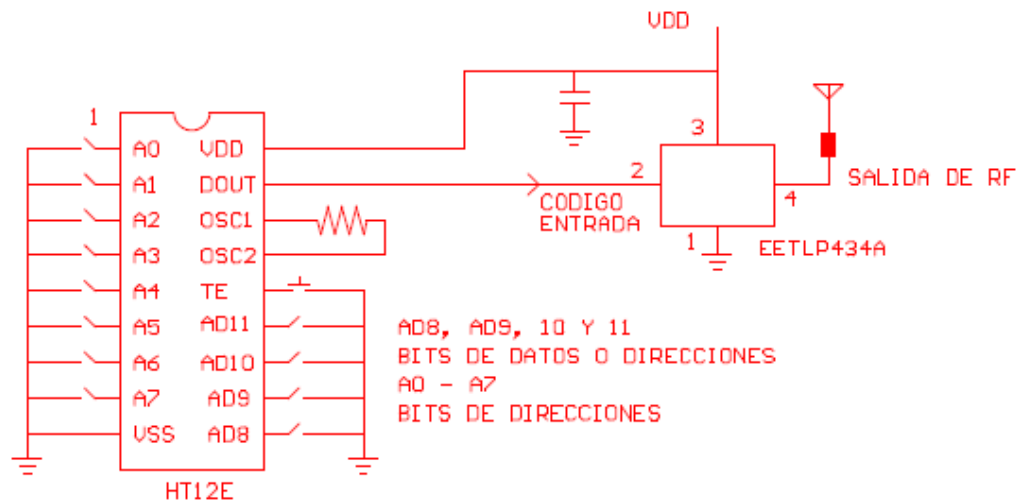 VDD
1
A0 VDD
A1 DOUT
A2 OSC1
A3 OSC2
A4 TE
A5 AD11
A6 AD10
A7 AD9
VSS AD8
HT12E
CODIGO
ENTRADA
2
3
1
4
SALIDA DE RF
EETLP434A
AD8, AD9, 10 Y 11
BITS DE DATOS O DIRECCIONES
A0 - A7
BITS DE DIRECCIONES